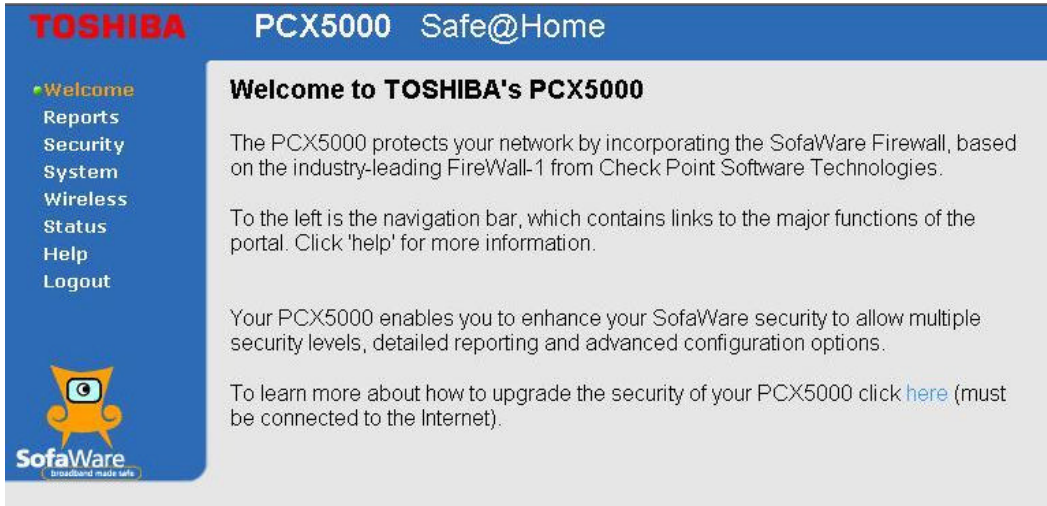 TOSHIBA PCX5000 Safe@Home
Welcome
Reports
Security
System
Wireless
Status
Help
Logout
Welcome to TOSHIBA's PCX5000
The PCX5000 protects your network by incorporating the SofaWare Firewall, based
on the industry-leading FireWall-1 from Check Point Software Technologies.
To the left is the navigation bar, which contains links to the major functions of the
portal. Click 'help' for more information.
Your PCX5000 enables you to enhance your SofaWare security to allow multiple
security levels, detailed reporting and advanced configuration options.
To learn more about how to upgrade the security of your PCX5000 click here (must
be connected to the Internet).
SofaWare
broadband made safe